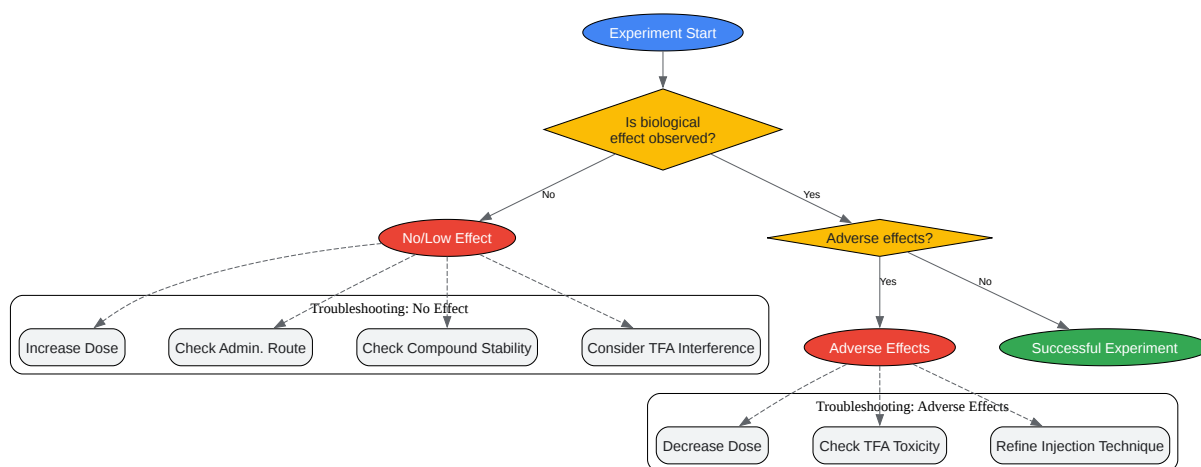 Experiment Start
Is biological
effect observed?
No
Yes
No/Low Effect
Adverse effects?
Yes
No
Troubleshooting: No Effect
Increase Dose
Check Admin. Route
Check Compound Stability
Consider TFA Interference
Adverse Effects
Successful Experiment
Troubleshooting: Adverse Effects
Decrease Dose
Check TFA Toxicity
Refine Injection Technique